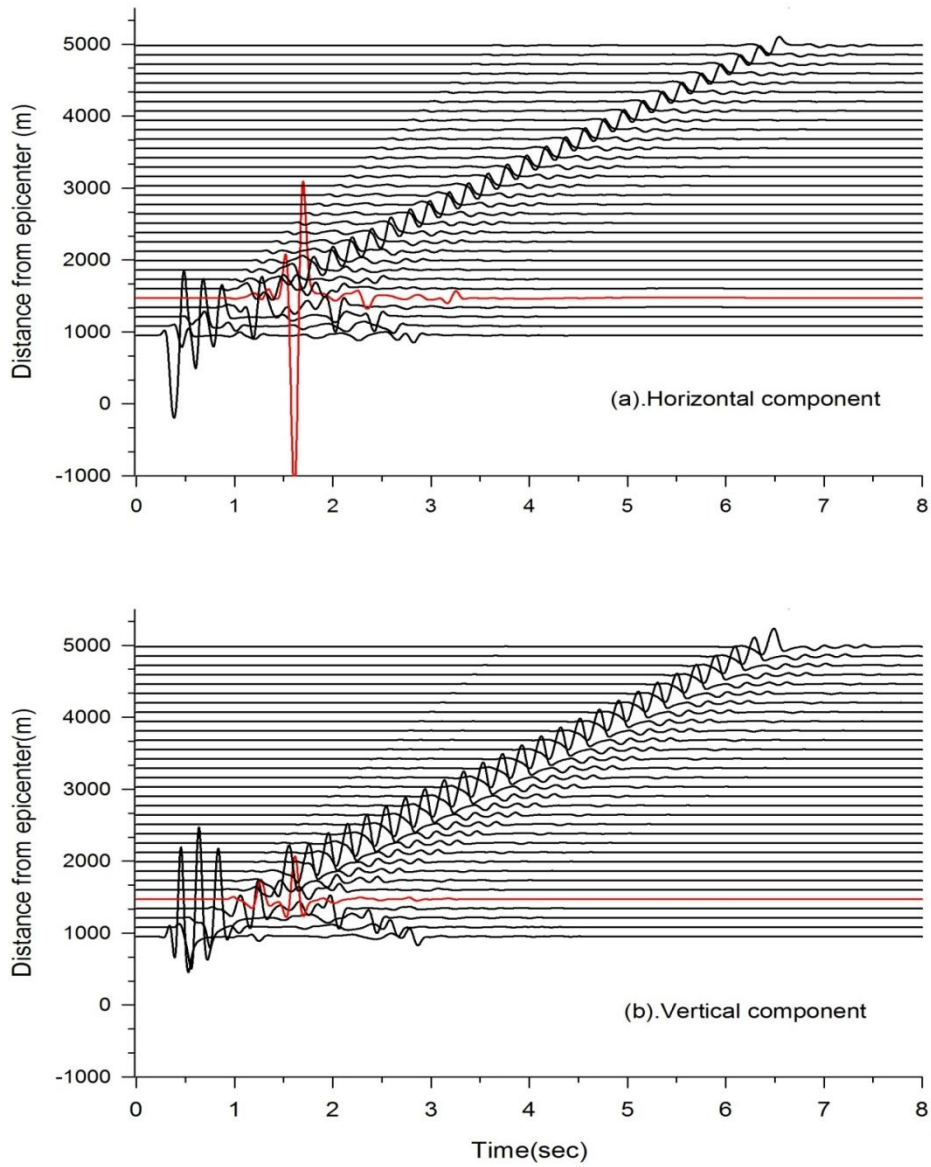 5000
4000
3000
2000
1000
0
-1000
Distance from epicenter (m)
(a).Horizontal component
0 1 2 3 4 5 6 7 8
5000
4000
3000
2000
1000
0
-1000
Distance from epicenter(m)
(b).Vertical component
0 1 2 3 4 5 6 7 8
Time(sec)